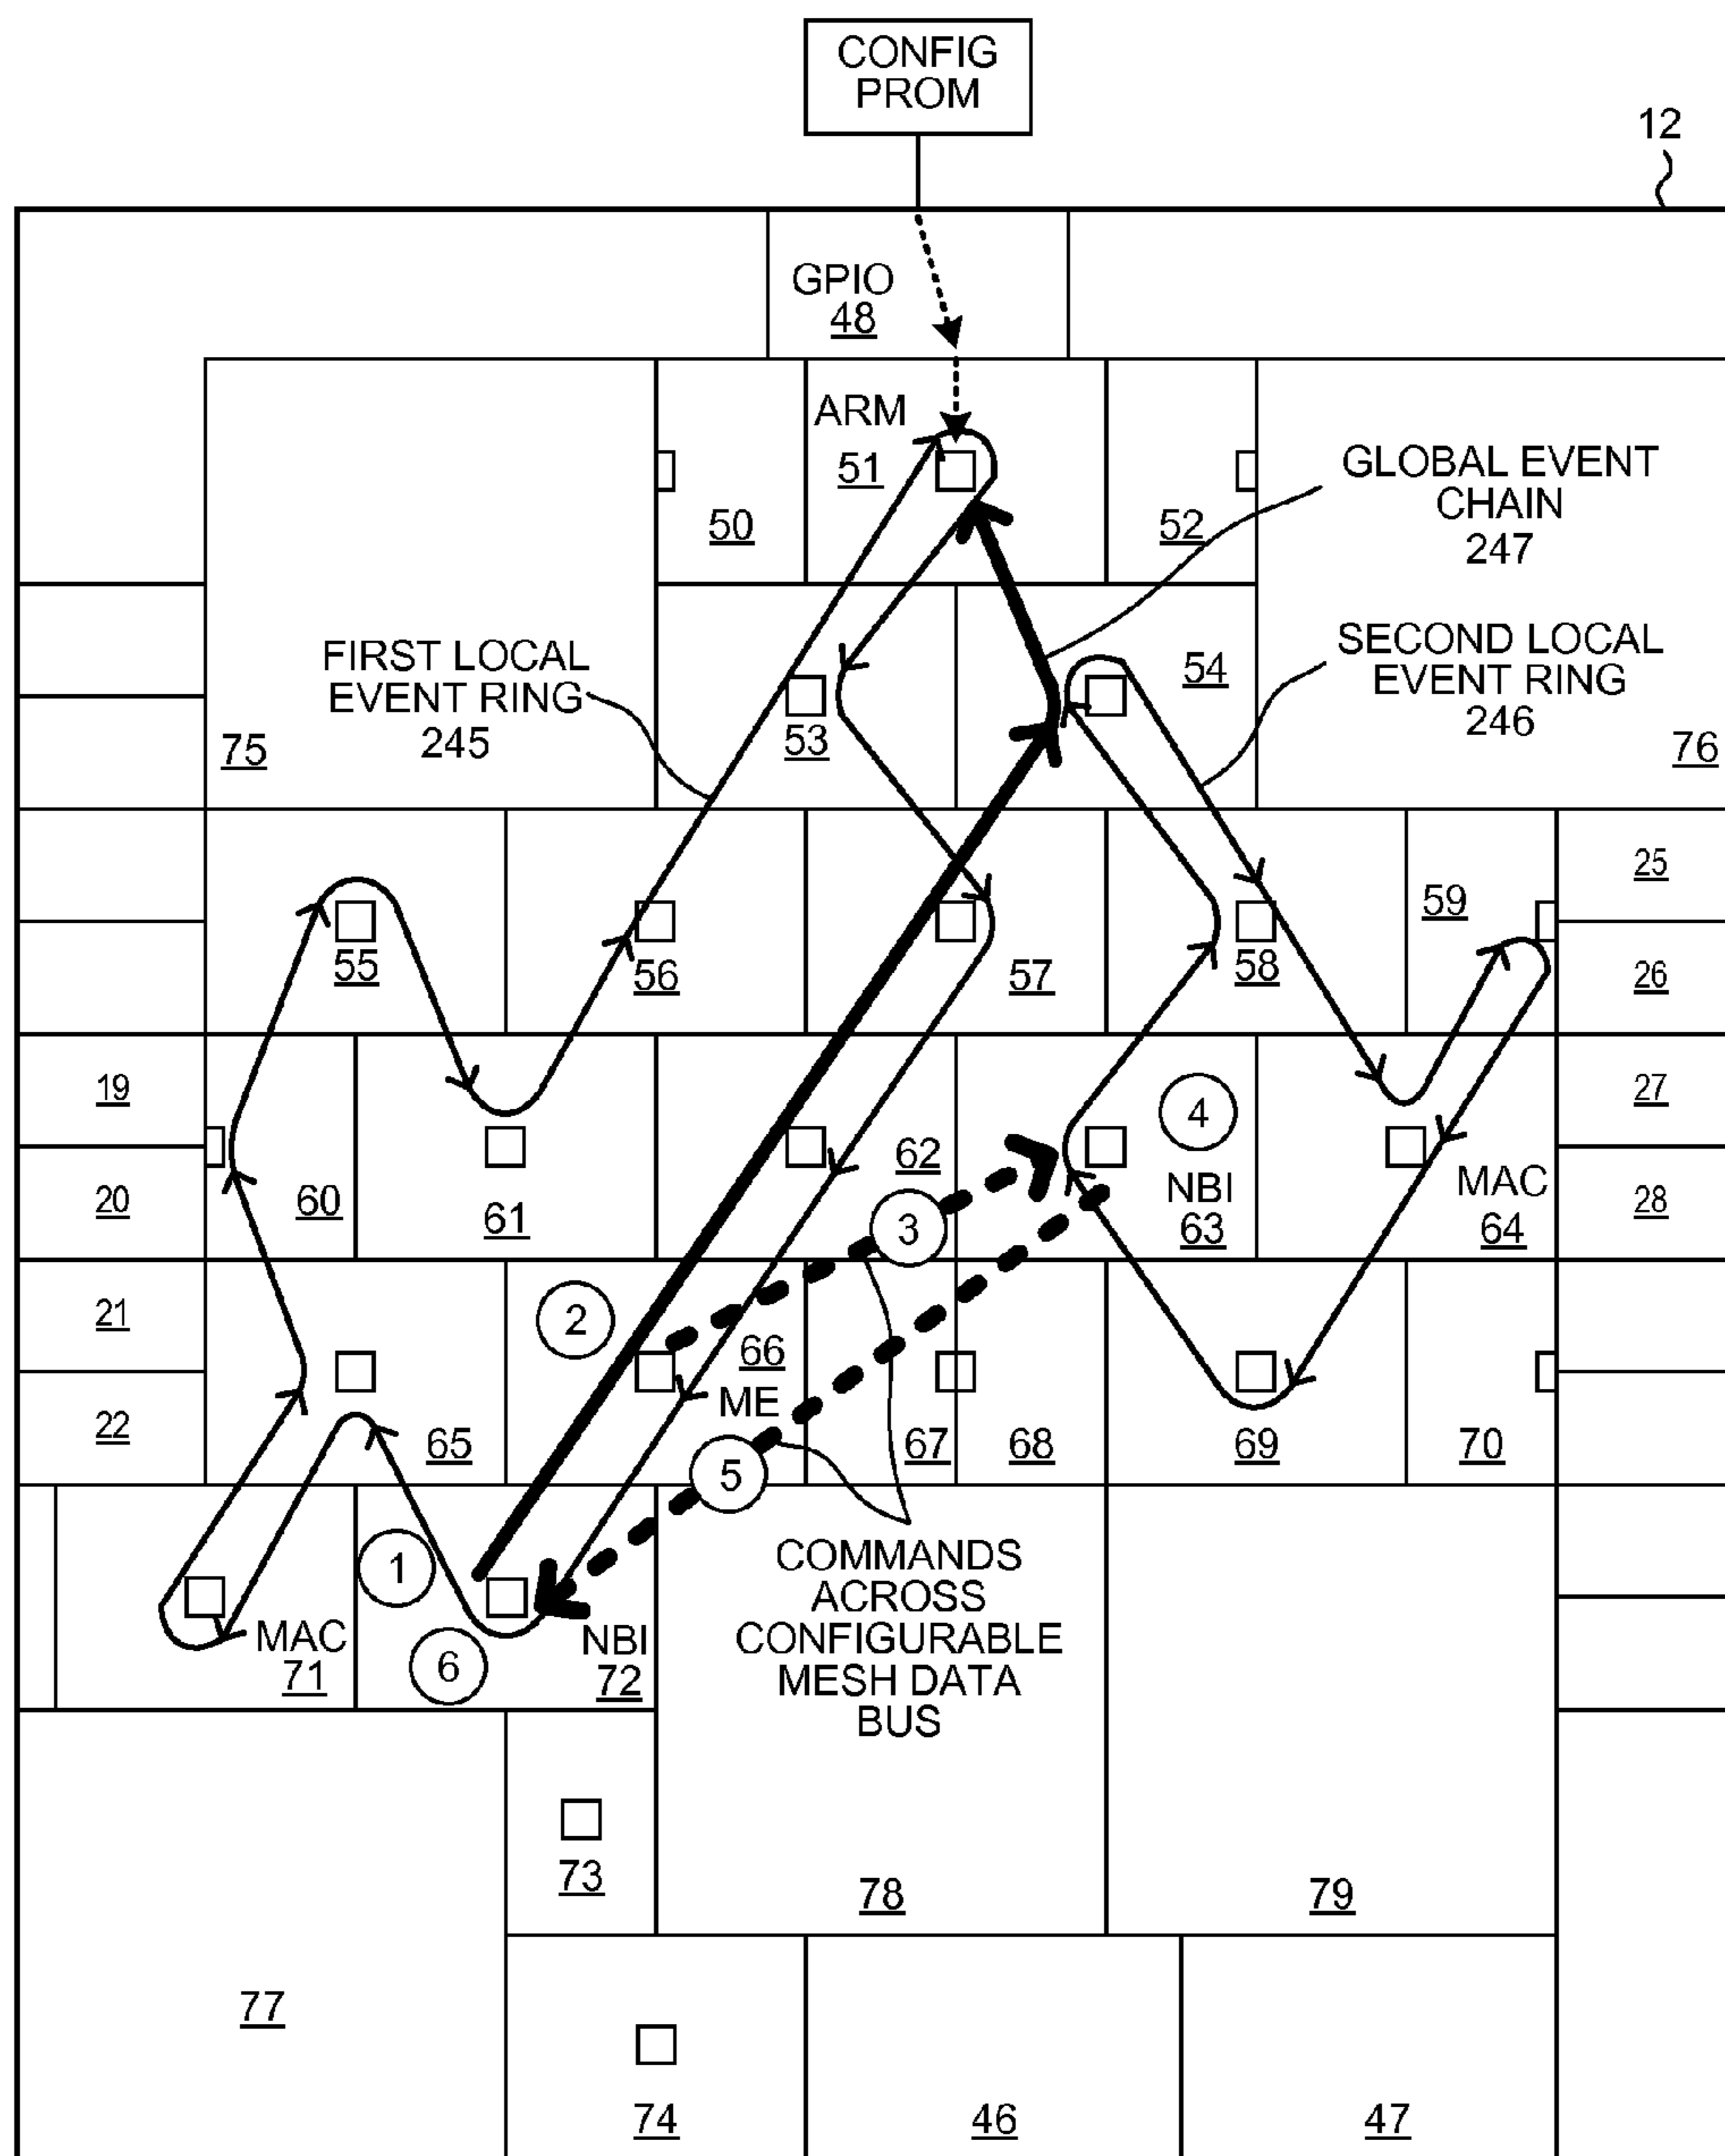 CONFIG
PROM
12
GPIO
48
ARM
51
50
52
GLOBAL EVENT
CHAIN
247
FIRST LOCAL
EVENT RING
245
SECOND LOCAL
EVENT RING
246
53
54
75
76
55
56
57
58
59
25
26
19
20
60
61
62
3
4
NBI
63
MAC
64
27
28
21
22
2
65
66
ME
5
67
68
69
70
1
MAC
71
6
NBI
72
COMMANDS
ACROSS
CONFIGURABLE
MESH DATA
BUS
73
78
79
77
74
46
47